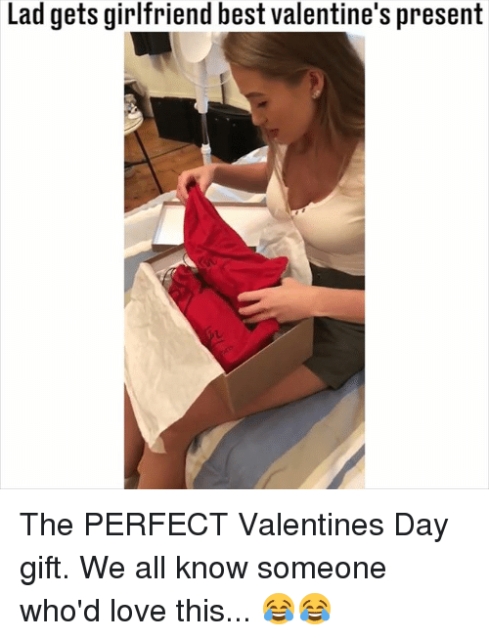 Lad gets girlfriend best valentine's present
The PERFECT Valentines Day
gift. We all know someone
who'd love this... 😂😂